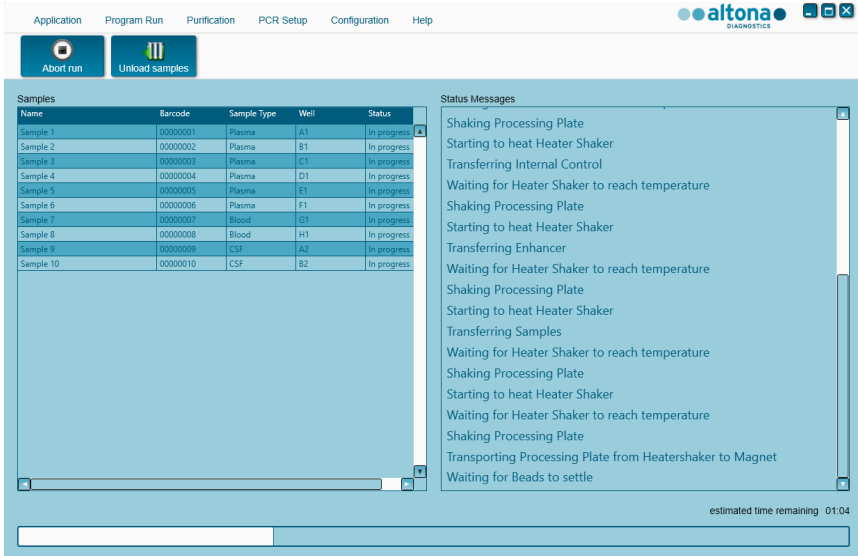 Application Program Run Purification PCR Setup Configuration Help
altona
DIAGNOSTICS
Abort run Unload samples
Samples
Name Barcode Sample Type Well Status
Sample 1 00000001 Plasma A1 In progress
Sample 2 00000002 Plasma B1 In progress
Sample 3 00000003 Plasma C1 In progress
Sample 4 00000004 Plasma D1 In progress
Sample 5 00000005 Plasma E1 In progress
Sample 6 00000006 Plasma F1 In progress
Sample 7 00000007 Blood G1 In progress
Sample 8 00000008 Blood H1 In progress
Sample 9 00000009 CSF A2 In progress
Sample 10 00000010 CSF B2 In progress
Status Messages
Shaking Processing Plate
Starting to heat Heater Shaker
Transferring Internal Control
Waiting for Heater Shaker to reach temperature
Shaking Processing Plate
Starting to heat Heater Shaker
Transferring Enhancer
Waiting for Heater Shaker to reach temperature
Shaking Processing Plate
Starting to heat Heater Shaker
Transferring Samples
Waiting for Heater Shaker to reach temperature
Shaking Processing Plate
Starting to heat Heater Shaker
Waiting for Heater Shaker to reach temperature
Shaking Processing Plate
Transporting Processing Plate from Heatershaker to Magnet
Waiting for Beads to settle
estimated time remaining 01:04